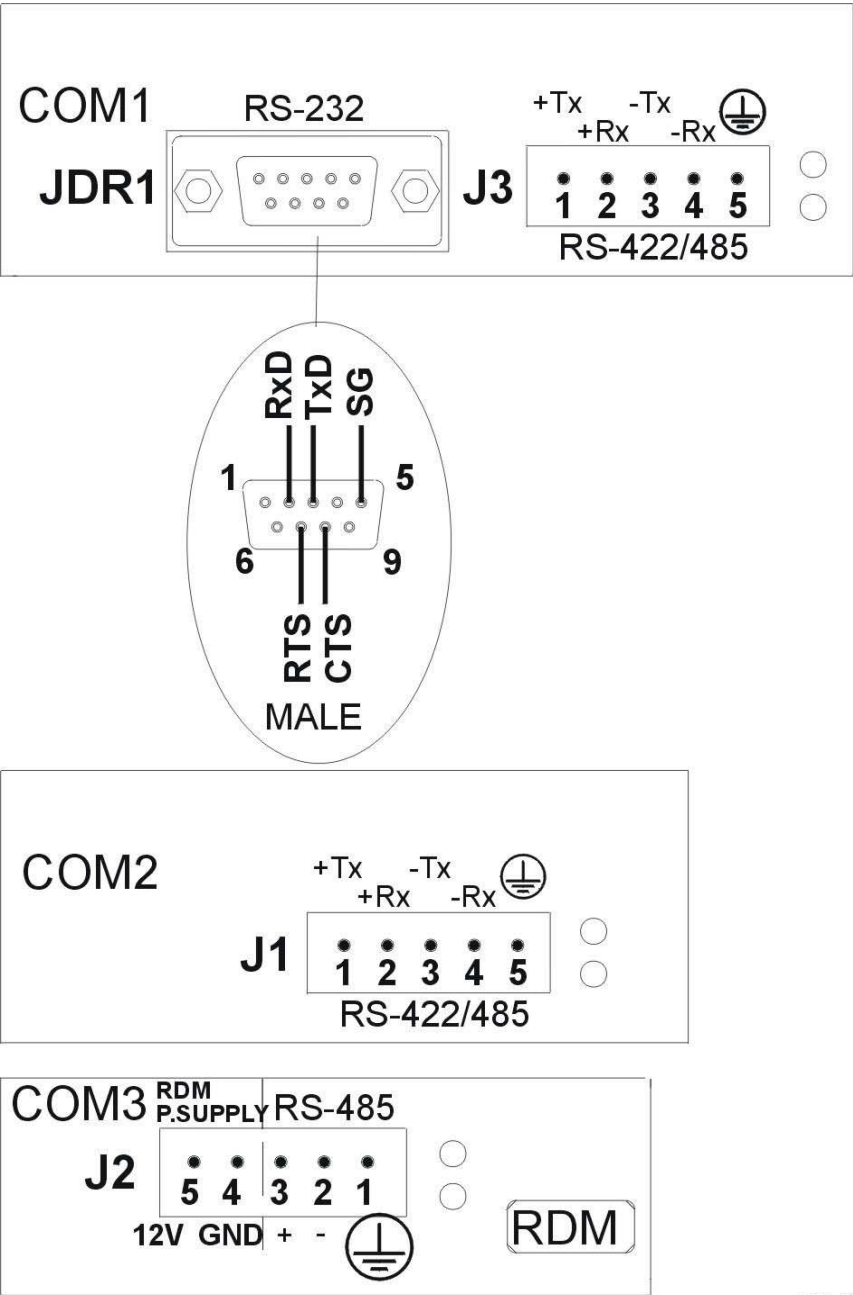 COM1
RS-232
+Tx -Tx
+Rx -Rx
JDR1
J3
1 2 3 4 5
RS-422/485
RxD TxD SG
1 5
6 9
RTS CTS
MALE
COM2
+Tx -Tx
+Rx -Rx
J1
1 2 3 4 5
RS-422/485
COM3 RDM
P.SUPPLY RS-485
J2
5 4 3 2 1
12V GND + -
RDM